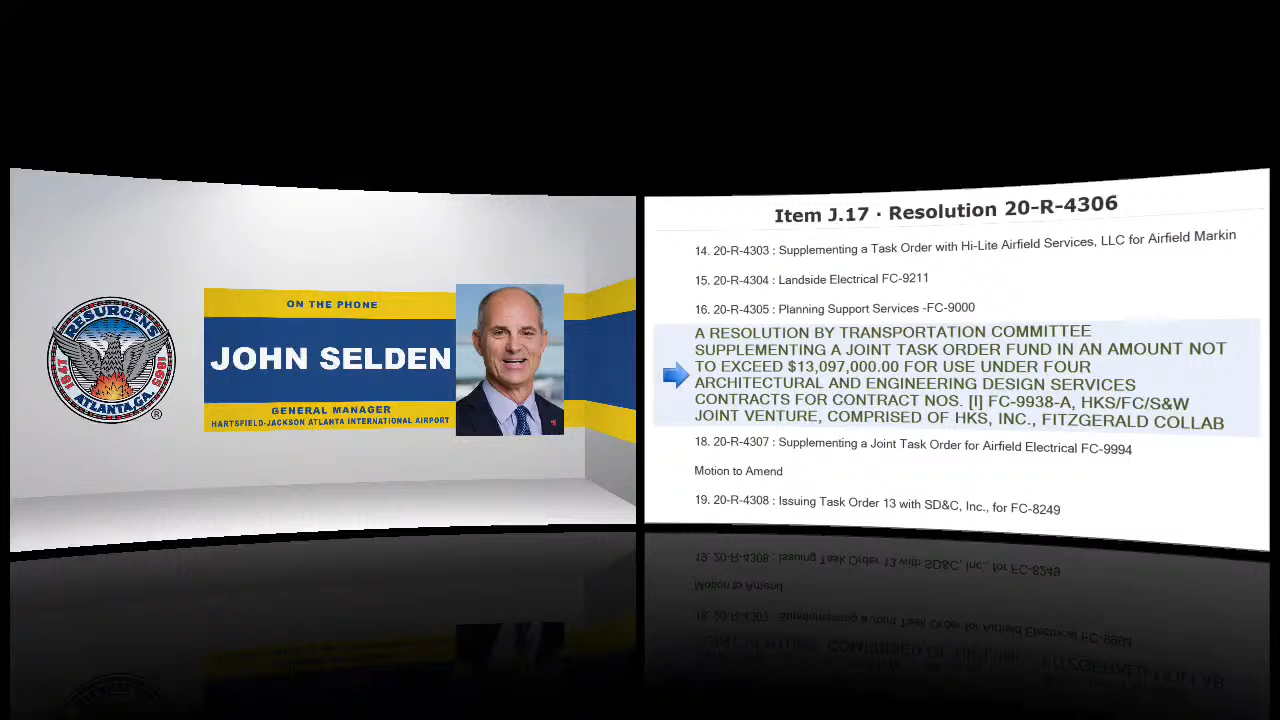 RESURGENS
1847
1865
ATLANTA, GA.
®
ON THE PHONE
JOHN SELDEN
GENERAL MANAGER
HARTSFIELD-JACKSON ATLANTA INTERNATIONAL AIRPORT
Item J.17 · Resolution 20-R-4306
14. 20-R-4303 : Supplementing a Task Order with Hi-Lite Airfield Services, LLC for Airfield Markin
15. 20-R-4304 : Landside Electrical FC-9211
16. 20-R-4305 : Planning Support Services -FC-9000
A RESOLUTION BY TRANSPORTATION COMMITTEE
SUPPLEMENTING A JOINT TASK ORDER FUND IN AN AMOUNT NOT
TO EXCEED $13,097,000.00 FOR USE UNDER FOUR
ARCHITECTURAL AND ENGINEERING DESIGN SERVICES
CONTRACTS FOR CONTRACT NOS. [I] FC-9938-A, HKS/FC/S&W
JOINT VENTURE, COMPRISED OF HKS, INC., FITZGERALD COLLAB
18. 20-R-4307 : Supplementing a Joint Task Order for Airfield Electrical FC-9994
Motion to Amend
19. 20-R-4308 : Issuing Task Order 13 with SD&C, Inc., for FC-8249